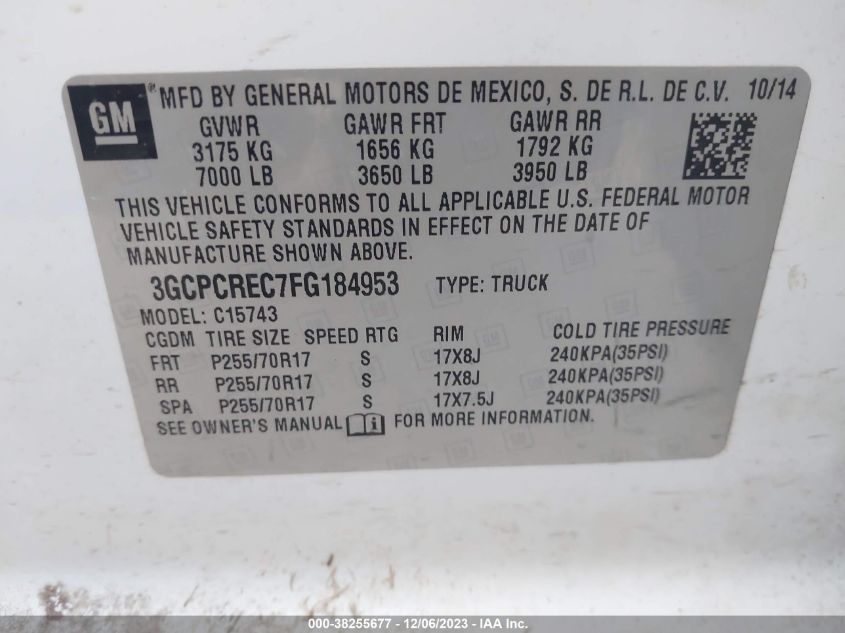 GM ® MFD BY GENERAL MOTORS DE MEXICO, S. DE R.L. DE C.V. 10/14
GVWR GAWR FRT GAWR RR
3175 KG 1656 KG 1792 KG
7000 LB 3650 LB 3950 LB
THIS VEHICLE CONFORMS TO ALL APPLICABLE U.S. FEDERAL MOTOR
VEHICLE SAFETY STANDARDS IN EFFECT ON THE DATE OF
MANUFACTURE SHOWN ABOVE.
3GCPCREC7FG184953 TYPE: TRUCK
MODEL: C15743
CGDM TIRE SIZE SPEED RTG RIM COLD TIRE PRESSURE
FRT P255/70R17 S 17X8J 240KPA(35PSI)
RR P255/70R17 S 17X8J 240KPA(35PSI)
SPA P255/70R17 S 17X7.5J 240KPA(35PSI)
SEE OWNER'S MANUAL i FOR MORE INFORMATION.
000-38255677 - 12/06/2023 - IAA Inc.